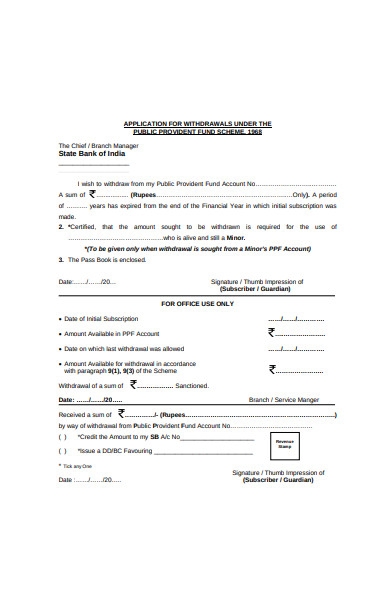 APPLICATION FOR WITHDRAWALS UNDER THE
PUBLIC PROVIDENT FUND SCHEME, 1968
The Chief / Branch Manager
State Bank of India
____________________
I wish to withdraw from my Public Provident Fund Account No……………………………….
A sum of ₹……………. (Rupees……………………………………………………Only). A period
of ………. years has expired from the end of the Financial Year in which initial subscription was
made.
2. *Certified, that the amount sought to be withdrawn is required for the use of
…………………………………….who is alive and still a Minor.
*(To be given only when withdrawal is sought from a Minor's PPF Account)
3. The Pass Book is enclosed.
Date:……./……./20… Signature / Thumb Impression of
(Subscriber / Guardian)
FOR OFFICE USE ONLY
• Date of Initial Subscription ……./……./………….
• Amount Available in PPF Account ₹…………………..
• Date on which last withdrawal was allowed ……./……./………….
• Amount Available for withdrawal in accordance
with paragraph 9(1), 9(3) of the Scheme ₹…………………..
Withdrawal of a sum of ₹……………. Sanctioned.
Date: ……./……./20….. Branch / Service Manger
Received a sum of ₹…………./- (Rupees……………………………………………………………)
by way of withdrawal from Public Provident Fund Account No……………………………….
( ) *Credit the Amount to my SB A/c No______________________
( ) *Issue a DD/BC Favouring _____________________________
Revenue
Stamp
* Tick any One
Signature / Thumb Impression of
Date :……./……./20….. (Subscriber / Guardian)